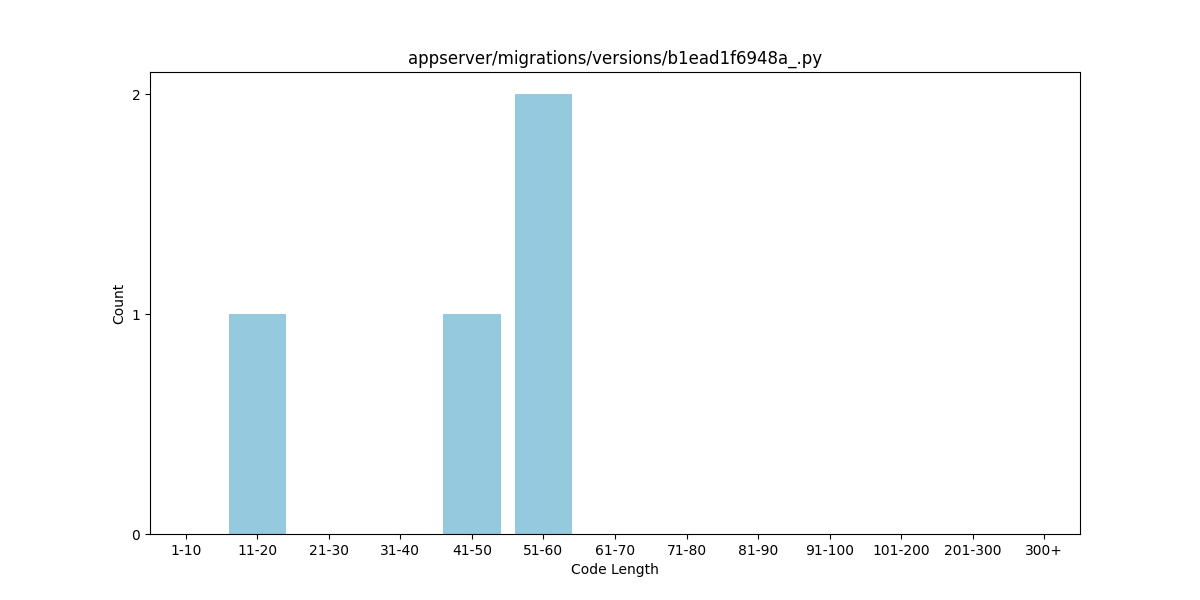 appserver/migrations/versions/b1ead1f6948a_.py
2
1
0
Count
1-10 11-20 21-30 31-40 41-50 51-60 61-70 71-80 81-90 91-100 101-200 201-300 300+
Code Length